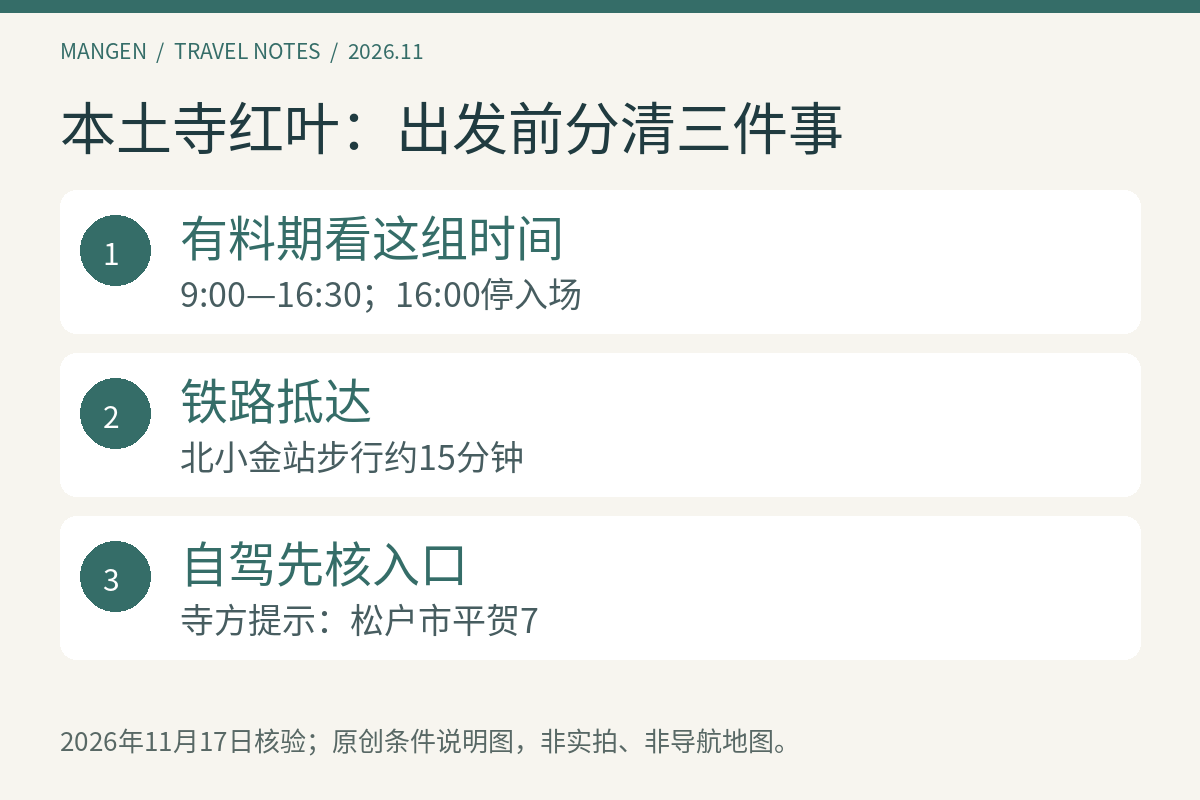 MANGEN / TRAVEL NOTES / 2026.11
本土寺红叶：出发前分清三件事
1
有料期看这组时间
9:00—16:30；16:00停入场
2
铁路抵达
北小金站步行约15分钟
3
自驾先核入口
寺方提示：松户市平贺7
2026年11月17日核验；原创条件说明图，非实拍、非导航地图。